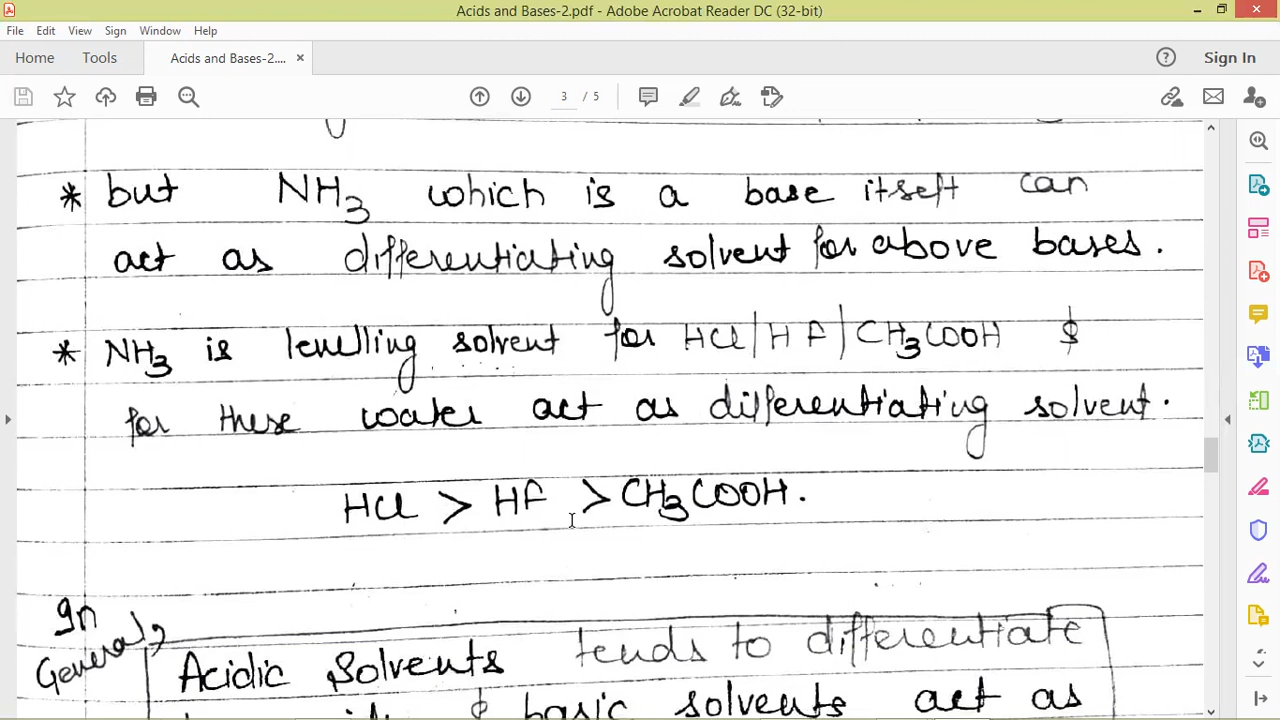 Acids and Bases-2.pdf - Adobe Acrobat Reader DC (32-bit)
File Edit View Sign Window Help
Home Tools Acids and Bases-2.... × Sign In
3 / 5
* but NH3 which is a base itself can
act as differentiating solvent for above bases.
* NH3 is levelling solvent for HCl/HF/CH3COOH &
for these water act as differentiating solvent.
HCl > HF > CH3COOH.
In
General,
Acidic Solvents tends to differentiate
& basic solvents act as